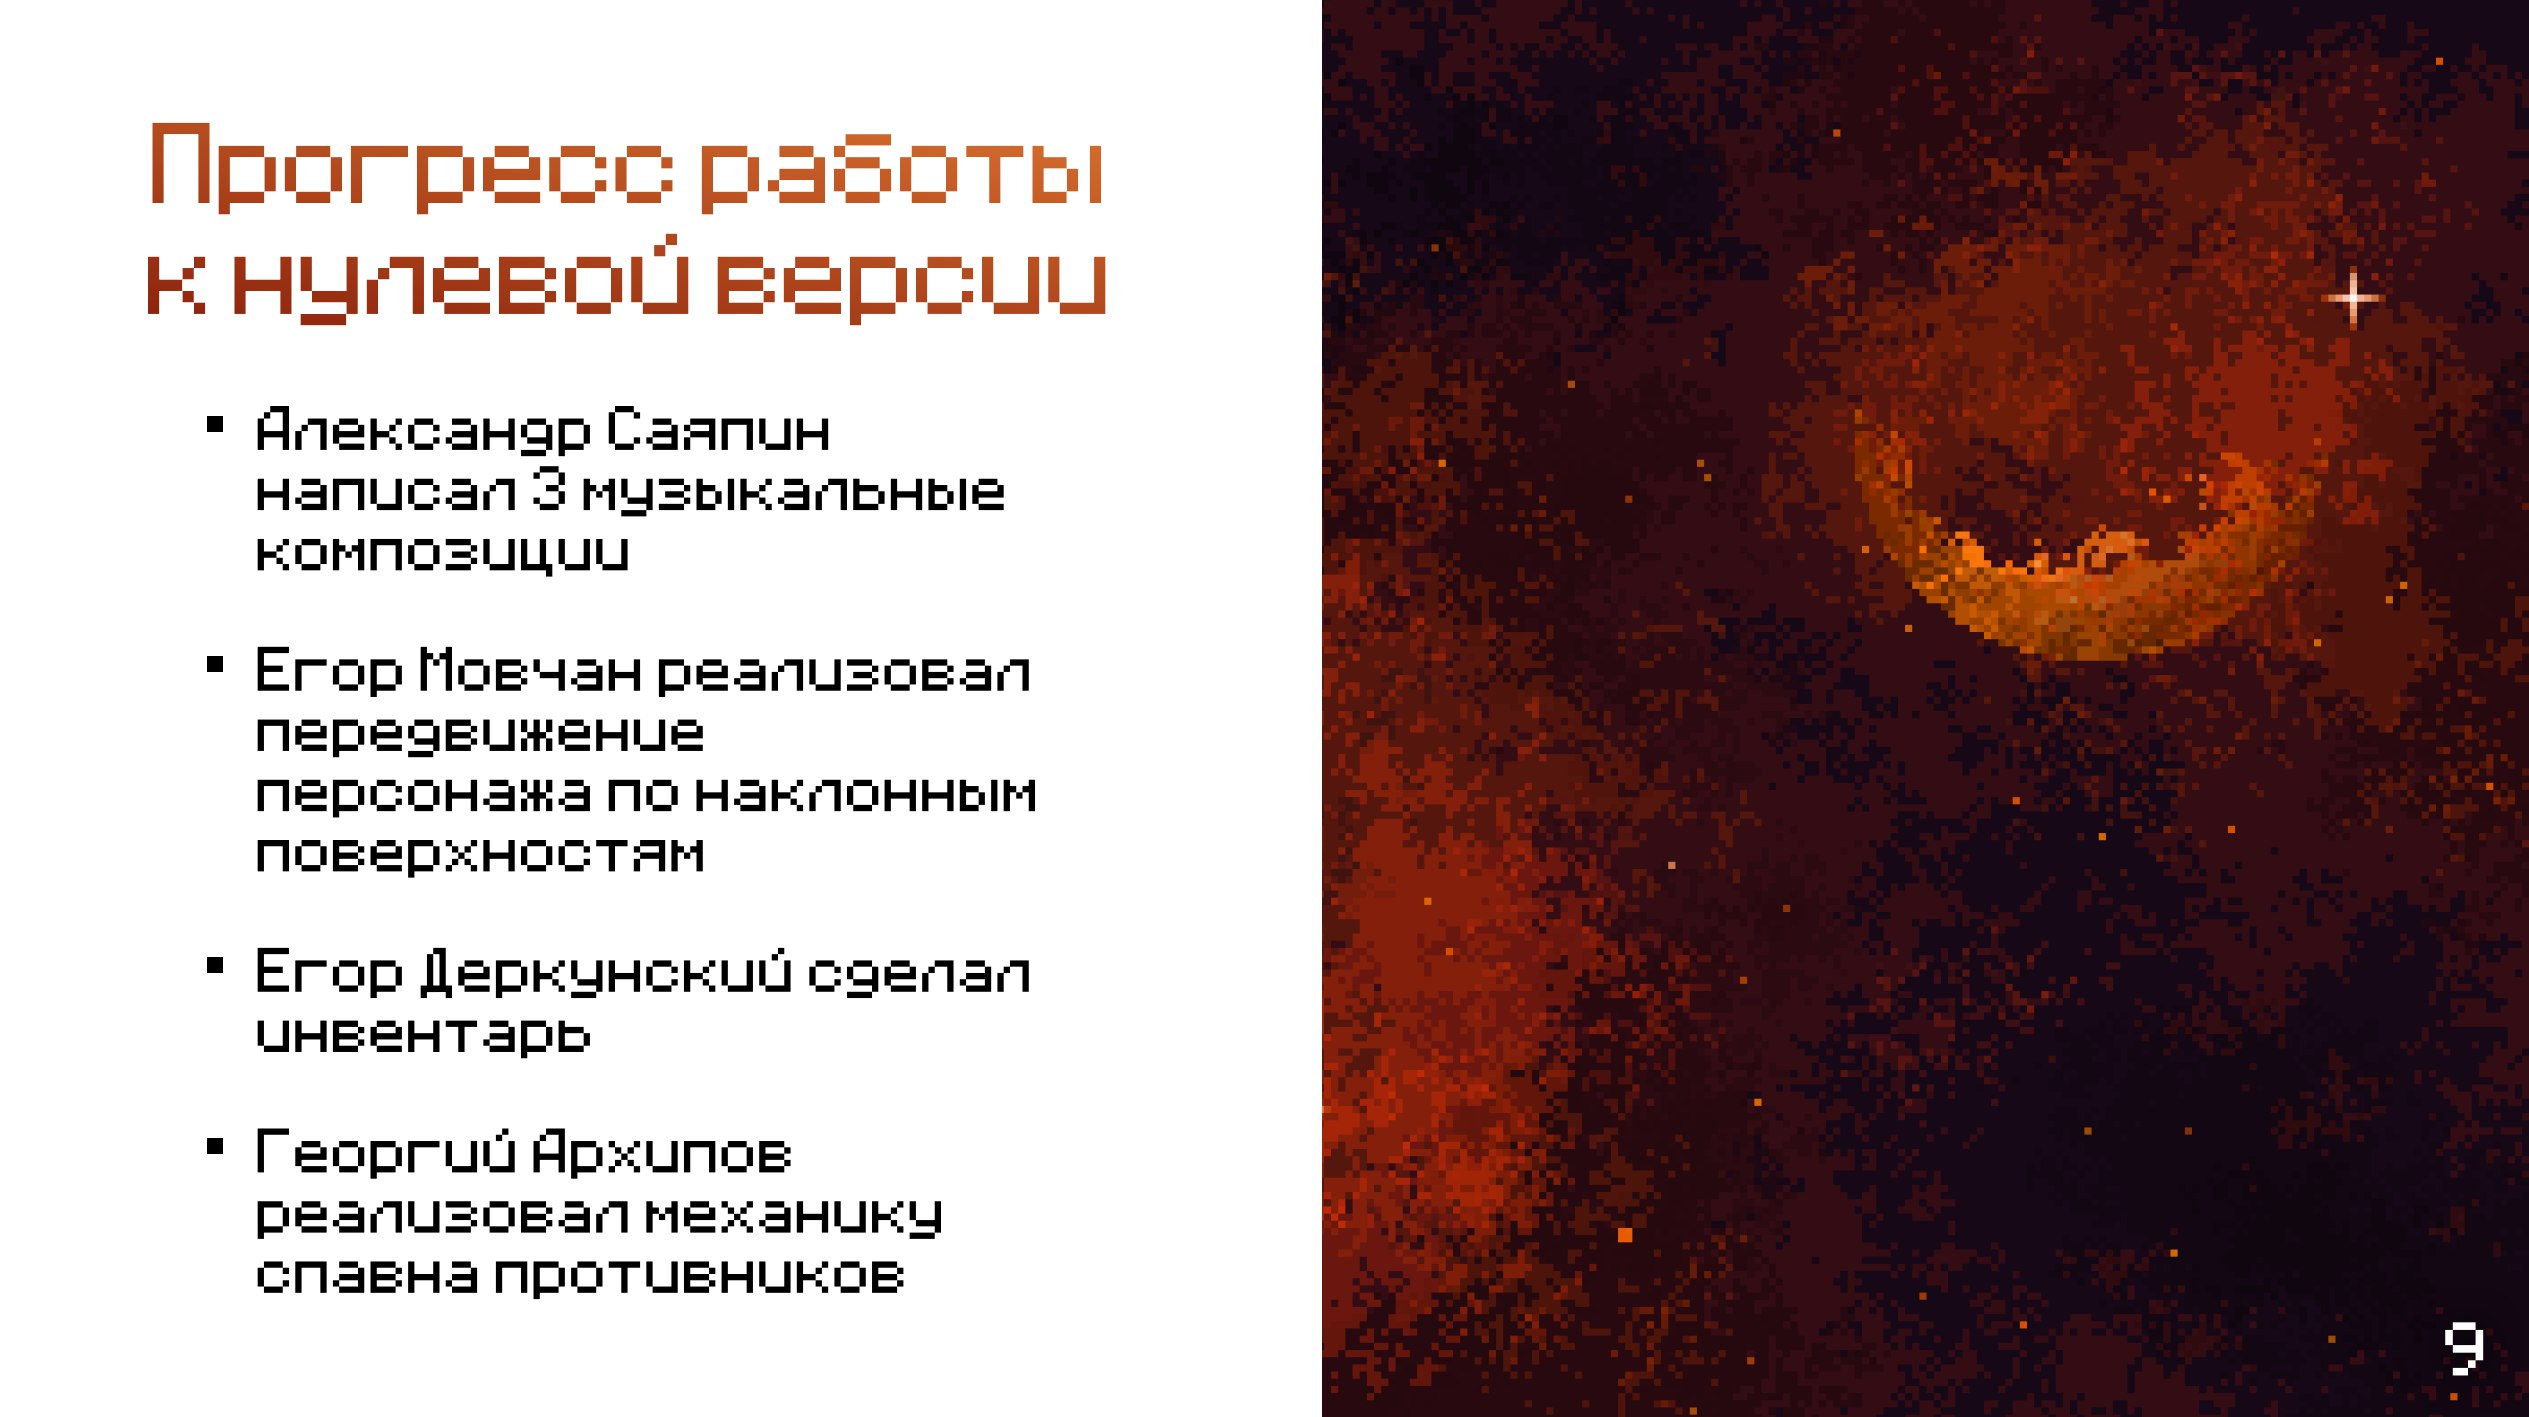 Прогресс работы
к нулевой версии
▪ Александр Саяпин
написал 3 музыкальные
композиции
▪ Егор Мовчан реализовал
передвижение
персонажа по наклонным
поверхностям
▪ Егор Деркунский сделал
инвентарь
▪ Георгий Архипов
реализовал механику
спавна противников
9